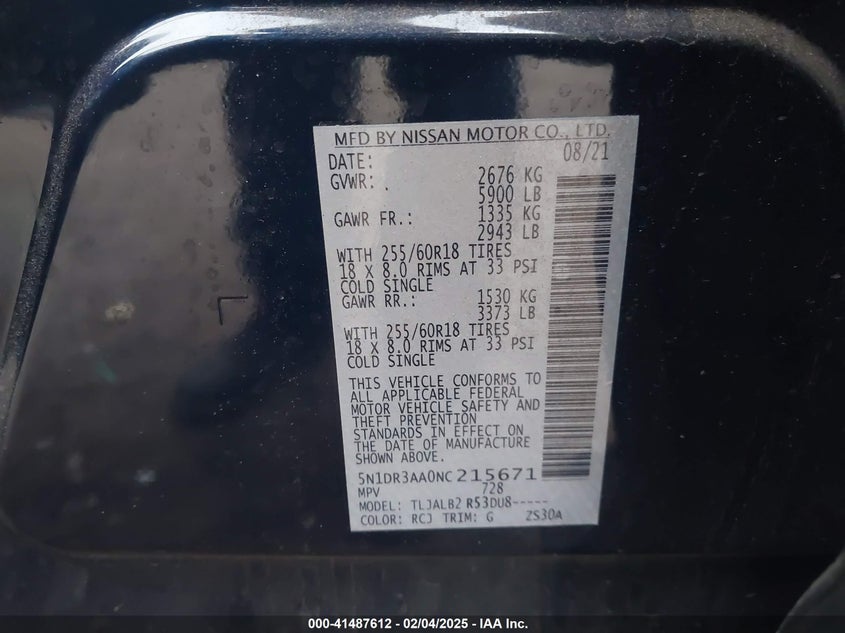 MFD BY NISSAN MOTOR CO., LTD.
DATE: 08/21
GVWR: 2676 KG
5900 LB
GAWR FR.: 1335 KG
2943 LB
WITH 255/60R18 TIRES
18 X 8.0 RIMS AT 33 PSI
COLD SINGLE
GAWR RR.: 1530 KG
3373 LB
WITH 255/60R18 TIRES
18 X 8.0 RIMS AT 33 PSI
COLD SINGLE
THIS VEHICLE CONFORMS TO
ALL APPLICABLE FEDERAL
MOTOR VEHICLE SAFETY AND
THEFT PREVENTION
STANDARDS IN EFFECT ON
THE DATE OF MANUFACTURE
SHOWN ABOVE.
5N1DR3AA0NC215671
MPV 728
MODEL: TLJALB2 R53DU8-----
COLOR: RCJ TRIM: G ZS30A
000-41487612 - 02/04/2025 - IAA Inc.